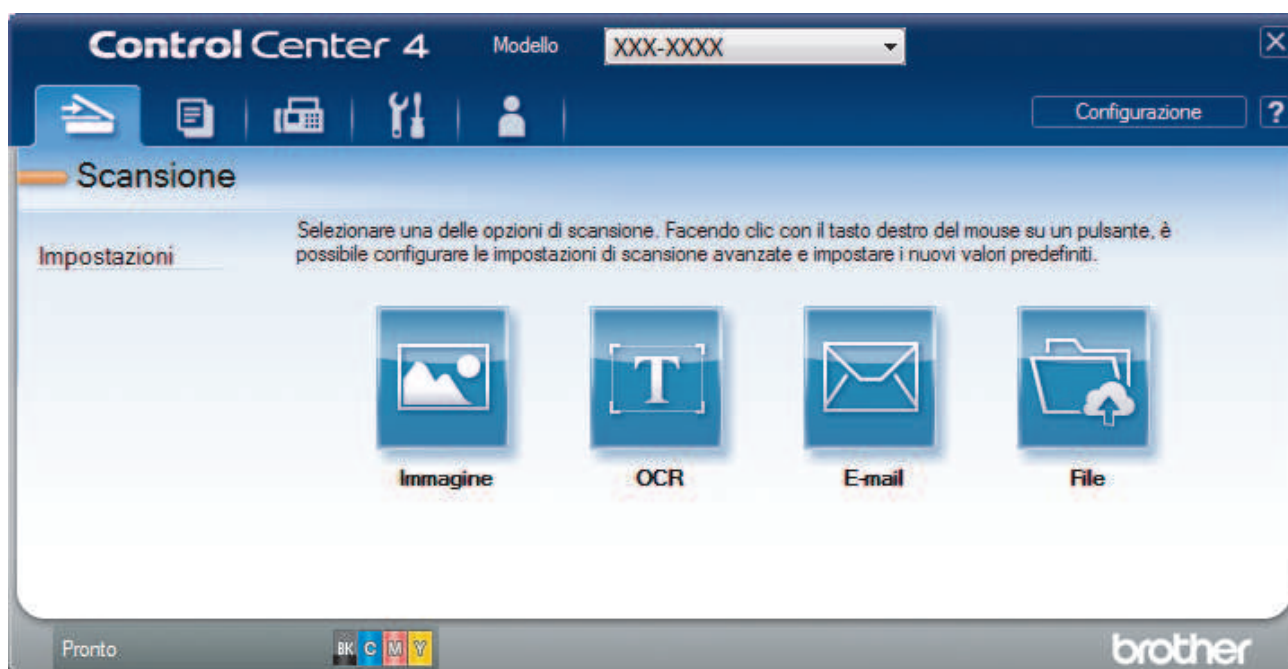 Control Center 4 Modello XXX-XXXX
Configurazione ?
Scansione
Impostazioni
Selezionare una delle opzioni di scansione. Facendo clic con il tasto destro del mouse su un pulsante, è
possibile configurare le impostazioni di scansione avanzate e impostare i nuovi valori predefiniti.
T
Immagine OCR E-mail File
Pronto BK C M Y brother